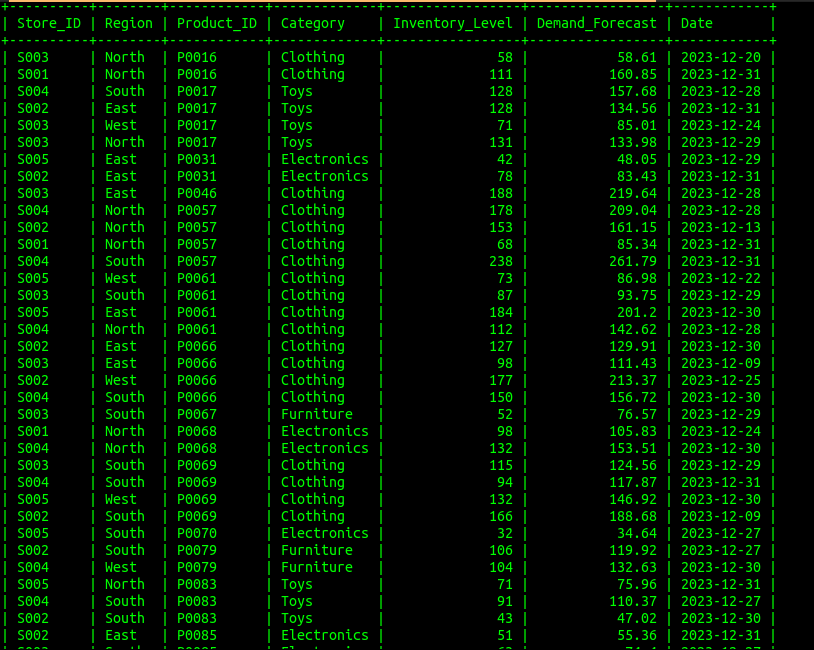 +----------+--------+------------+-------------+-----------------+-----------------+------------+
| Store_ID | Region | Product_ID | Category    | Inventory_Level | Demand_Forecast | Date       |
+----------+--------+------------+-------------+-----------------+-----------------+------------+
| S003     | North  | P0016      | Clothing    |              58 |           58.61 | 2023-12-20 |
| S001     | North  | P0016      | Clothing    |             111 |          160.85 | 2023-12-31 |
| S004     | South  | P0017      | Toys        |             128 |          157.68 | 2023-12-28 |
| S002     | East   | P0017      | Toys        |             128 |          134.56 | 2023-12-31 |
| S003     | West   | P0017      | Toys        |              71 |           85.01 | 2023-12-24 |
| S003     | North  | P0017      | Toys        |             131 |          133.98 | 2023-12-29 |
| S005     | East   | P0031      | Electronics |              42 |           48.05 | 2023-12-29 |
| S002     | East   | P0031      | Electronics |              78 |           83.43 | 2023-12-31 |
| S003     | East   | P0046      | Clothing    |             188 |          219.64 | 2023-12-28 |
| S004     | North  | P0057      | Clothing    |             178 |          209.04 | 2023-12-28 |
| S002     | North  | P0057      | Clothing    |             153 |          161.15 | 2023-12-13 |
| S001     | North  | P0057      | Clothing    |              68 |           85.34 | 2023-12-31 |
| S004     | South  | P0057      | Clothing    |             238 |          261.79 | 2023-12-31 |
| S005     | West   | P0061      | Clothing    |              73 |           86.98 | 2023-12-22 |
| S003     | South  | P0061      | Clothing    |              87 |           93.75 | 2023-12-29 |
| S005     | East   | P0061      | Clothing    |             184 |           201.2 | 2023-12-30 |
| S004     | North  | P0061      | Clothing    |             112 |          142.62 | 2023-12-28 |
| S002     | East   | P0066      | Clothing    |             127 |          129.91 | 2023-12-30 |
| S003     | East   | P0066      | Clothing    |              98 |          111.43 | 2023-12-09 |
| S002     | West   | P0066      | Clothing    |             177 |          213.37 | 2023-12-25 |
| S004     | South  | P0066      | Clothing    |             150 |          156.72 | 2023-12-30 |
| S003     | South  | P0067      | Furniture   |              52 |           76.57 | 2023-12-29 |
| S001     | North  | P0068      | Electronics |              98 |          105.83 | 2023-12-24 |
| S004     | North  | P0068      | Electronics |             132 |          153.51 | 2023-12-30 |
| S003     | South  | P0069      | Clothing    |             115 |          124.56 | 2023-12-29 |
| S004     | South  | P0069      | Clothing    |              94 |          117.87 | 2023-12-31 |
| S005     | West   | P0069      | Clothing    |             132 |          146.92 | 2023-12-30 |
| S002     | South  | P0069      | Clothing    |             166 |          188.68 | 2023-12-09 |
| S005     | South  | P0070      | Electronics |              32 |           34.64 | 2023-12-27 |
| S002     | South  | P0079      | Furniture   |             106 |          119.92 | 2023-12-27 |
| S004     | West   | P0079      | Furniture   |             104 |          132.63 | 2023-12-30 |
| S005     | North  | P0083      | Toys        |              71 |           75.96 | 2023-12-31 |
| S004     | South  | P0083      | Toys        |              91 |          110.37 | 2023-12-27 |
| S002     | South  | P0083      | Toys        |              43 |           47.02 | 2023-12-30 |
| S002     | East   | P0085      | Electronics |              51 |           55.36 | 2023-12-31 |